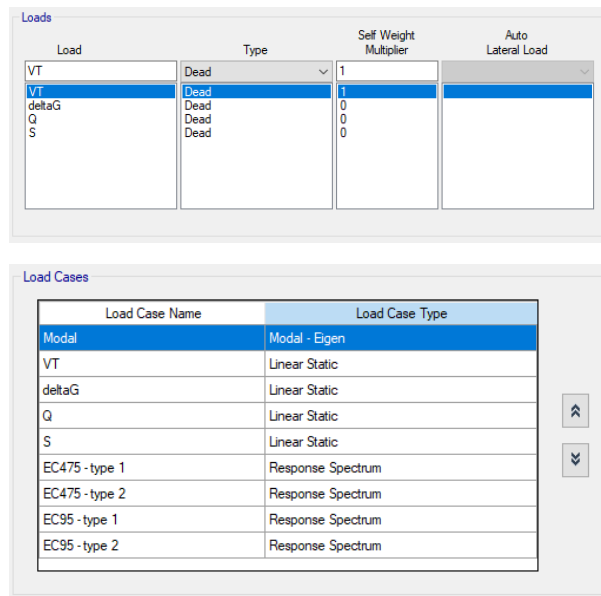 Loads
Load Type Self Weight Multiplier Auto Lateral Load
VT Dead 1
VT Dead 1
deltaG Dead 0
Q Dead 0
S Dead 0
Load Cases
Load Case Name Load Case Type
Modal Modal - Eigen
VT Linear Static
deltaG Linear Static
Q Linear Static
S Linear Static
EC475 - type 1 Response Spectrum
EC475 - type 2 Response Spectrum
EC95 - type 1 Response Spectrum
EC95 - type 2 Response Spectrum